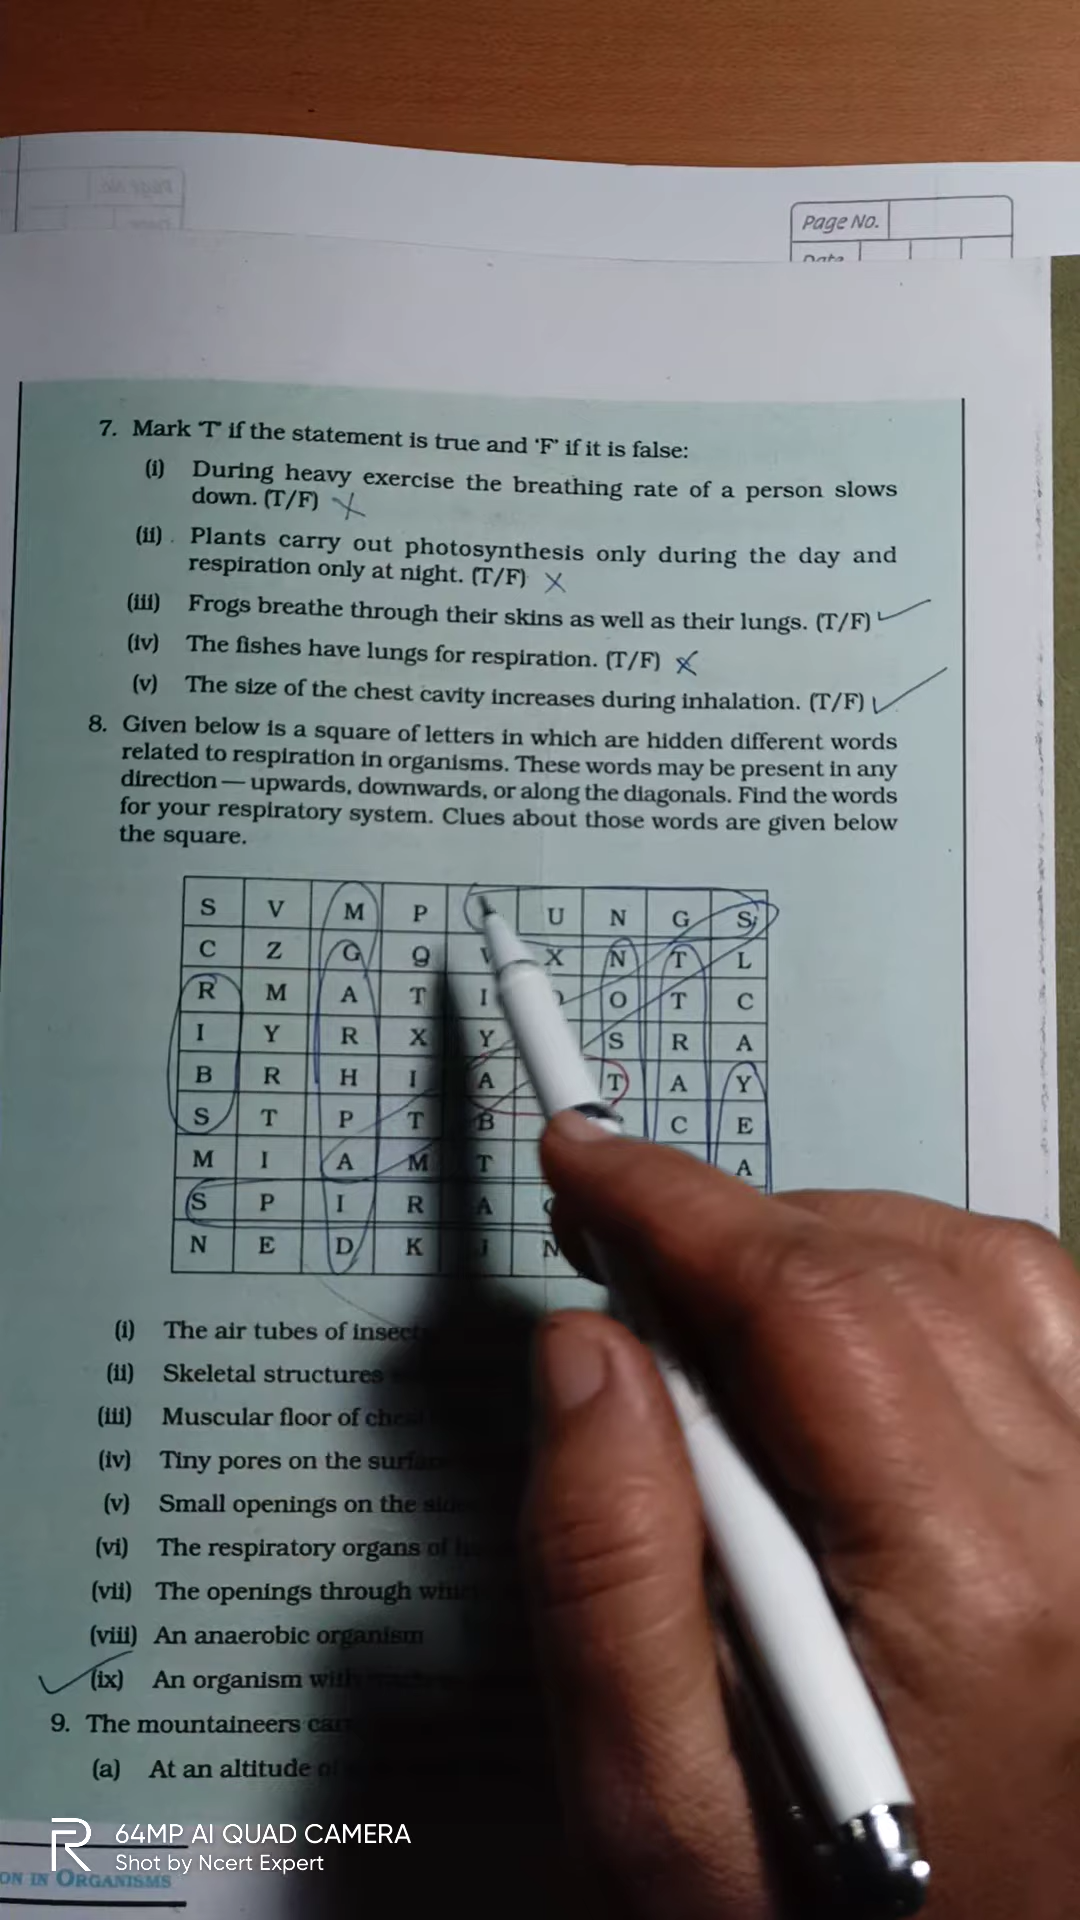 Page No.
Date
7. Mark 'T' if the statement is true and 'F' if it is false:
(i) During heavy exercise the breathing rate of a person slows
down. (T/F)
(ii) Plants carry out photosynthesis only during the day and
respiration only at night. (T/F)
(iii) Frogs breathe through their skins as well as their lungs. (T/F)
(iv) The fishes have lungs for respiration. (T/F)
(v) The size of the chest cavity increases during inhalation. (T/F)
8. Given below is a square of letters in which are hidden different words
related to respiration in organisms. These words may be present in any
direction — upwards, downwards, or along the diagonals. Find the words
for your respiratory system. Clues about those words are given below
the square.
S V M P U N G S
C Z G Q V X N T L
R M A T I O T C
I Y R X Y S R A
B R H I A T A Y
S T P T B C E
M I A M T A
S P I R A
N E D K J N
(i) The air tubes of insect
(ii) Skeletal structures
(iii) Muscular floor of chest
(iv) Tiny pores on the surface
(v) Small openings on the side
(vi) The respiratory organs of
(vii) The openings through
(viii) An anaerobic organism
(ix) An organism with
9. The mountaineers
(a) At an altitude of
64MP AI QUAD CAMERA
Shot by Ncert Expert
ON IN ORGANISMS